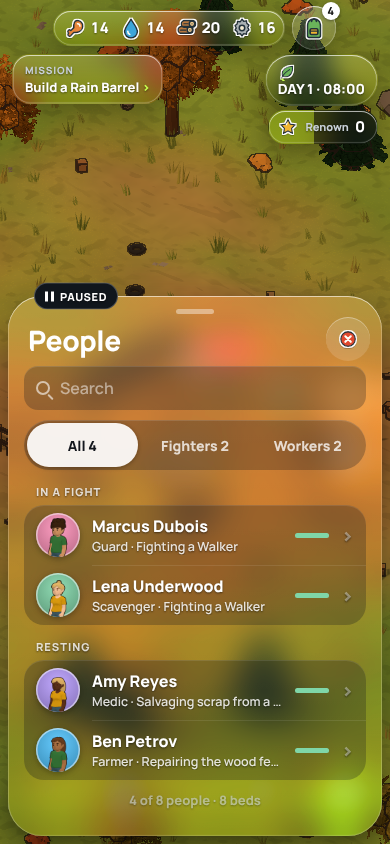 14 14 20 16 4
MISSION
Build a Rain Barrel ›
DAY 1 · 08:00
Renown 0
PAUSED
People
Search
All 4 Fighters 2 Workers 2
IN A FIGHT
Marcus Dubois
Guard · Fighting a Walker
Lena Underwood
Scavenger · Fighting a Walker
RESTING
Amy Reyes
Medic · Salvaging scrap from a ...
Ben Petrov
Farmer · Repairing the wood fe...
4 of 8 people · 8 beds